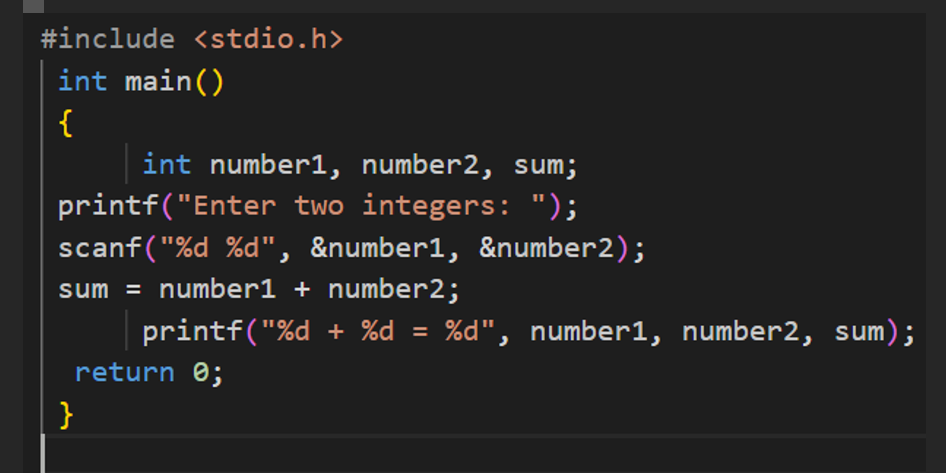 #include <stdio.h>
int main()
{
int number1, number2, sum;
printf("Enter two integers: ");
scanf("%d %d", &number1, &number2);
sum = number1 + number2;
printf("%d + %d = %d", number1, number2, sum);
return 0;
}